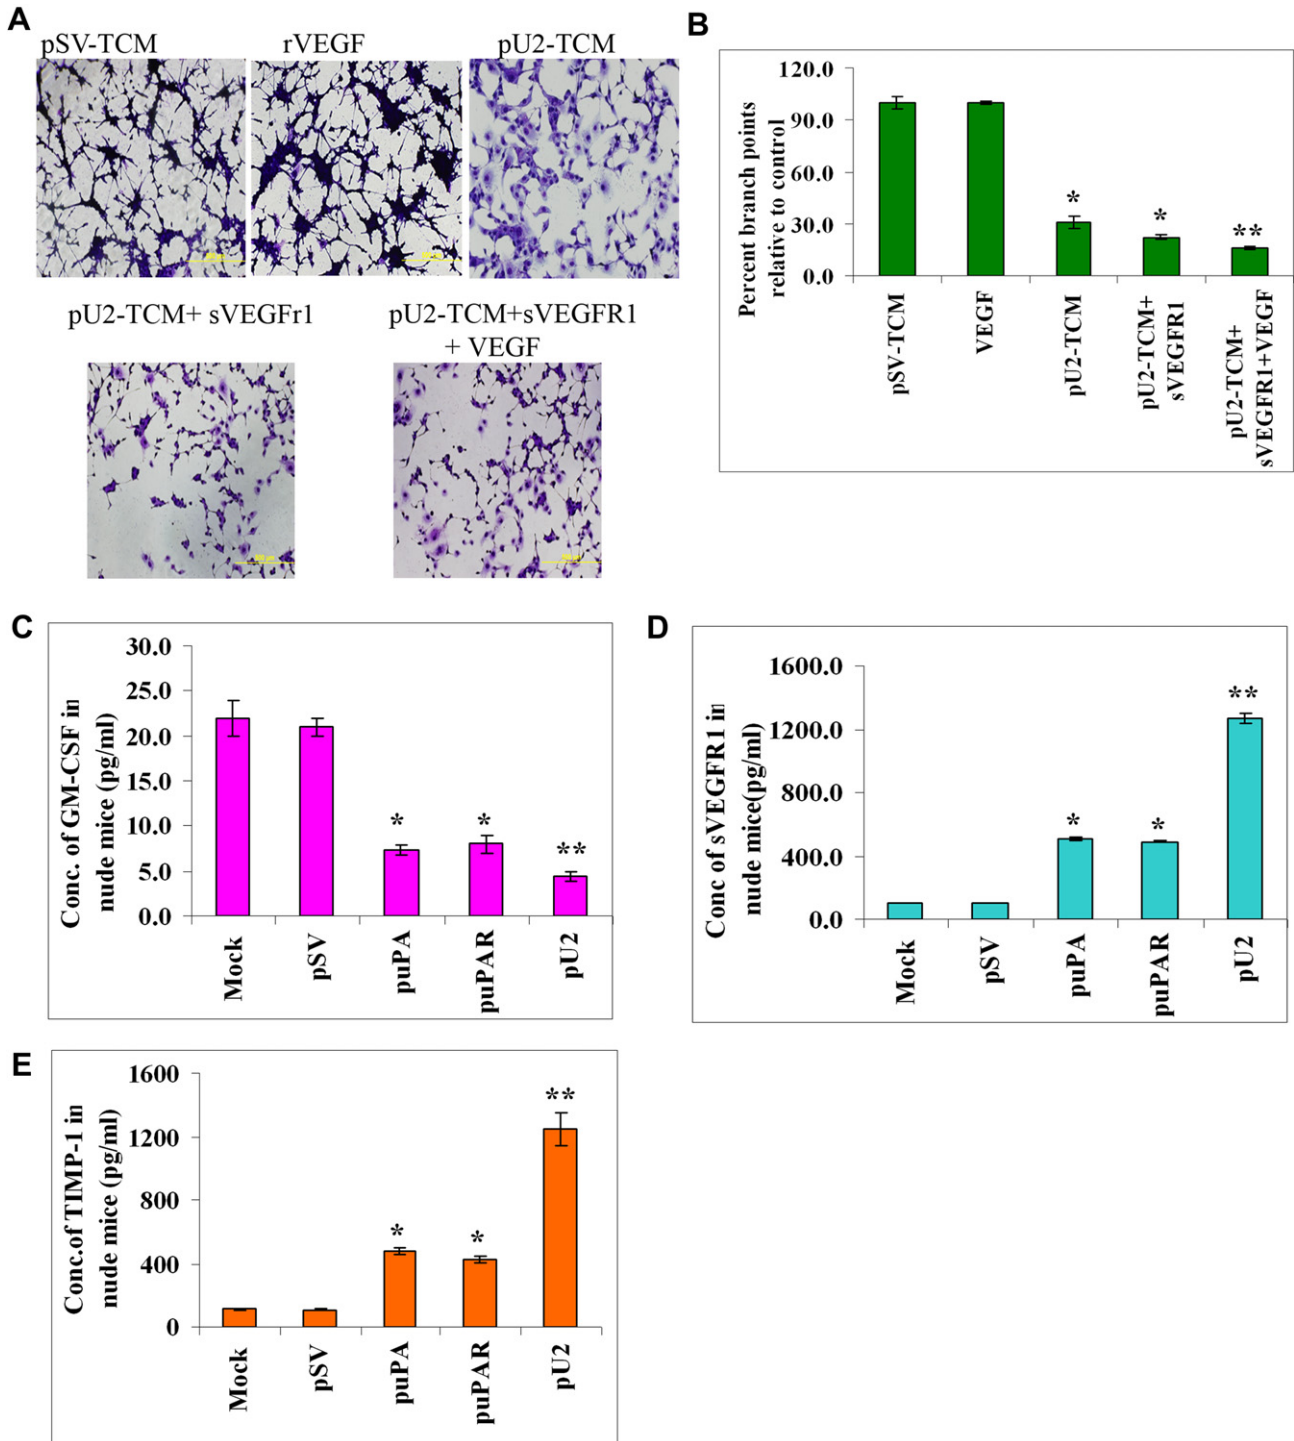 A
pSV-TCM
rVEGF
pU2-TCM
pU2-TCM+ sVEGFr1
pU2-TCM+sVEGFR1
+ VEGF
B
Percent branch points
relative to control
120.0
90.0
60.0
30.0
0.0
*
*
**
pSV-TCM
VEGF
pU2-TCM
pU2-TCM+
sVEGFR1
pU2-TCM+
sVEGFR1+VEGF
C
Conc. of GM-CSF in
nude mice (pg/ml)
30.0
25.0
20.0
15.0
10.0
5.0
0.0
*
*
**
Mock
pSV
puPA
puPAR
pU2
D
Conc of sVEGFR1 in
nude mice(pg/ml)
1600.0
1200.0
800.0
400.0
0.0
*
*
**
Mock
pSV
puPA
puPAR
pU2
E
Conc.of TIMP-1 in
nude mice (pg/ml)
1600
1200
800
400
0
*
*
**
Mock
pSV
puPA
puPAR
pU2